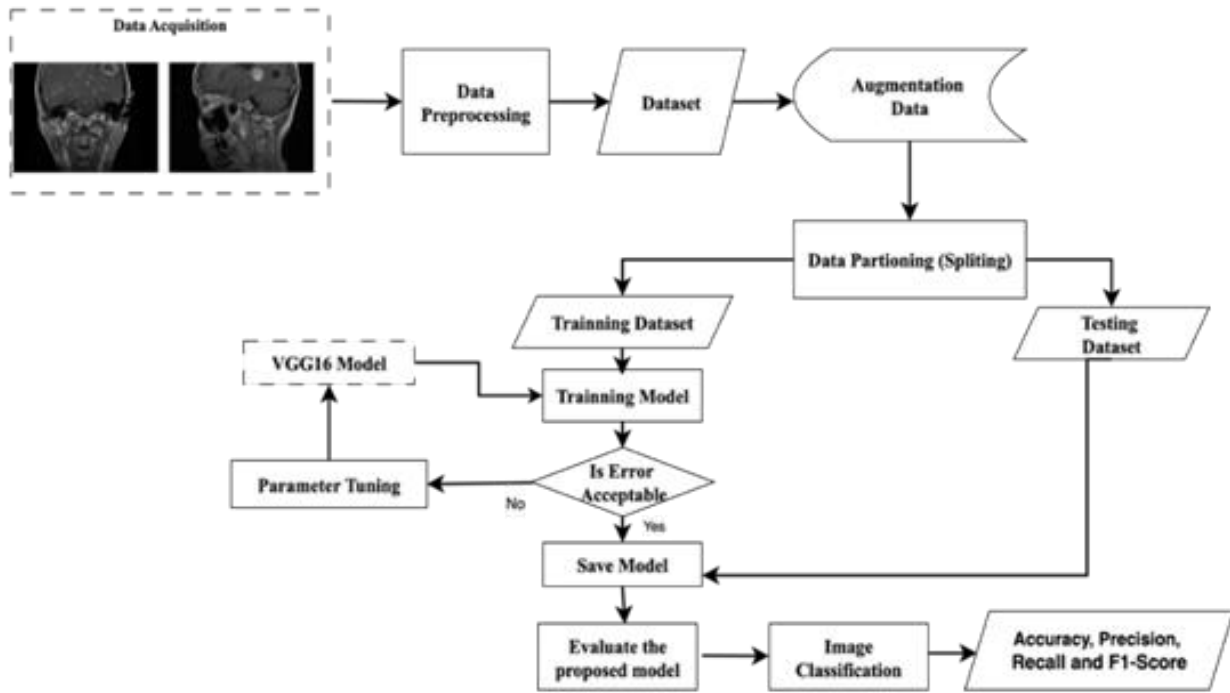 Data Acquisition
Data
Preprocessing
Dataset
Augmentation
Data
Data Partioning (Spliting)
Trainning Dataset
Testing
Dataset
VGG16 Model
Trainning Model
Is Error
Acceptable
Parameter Tuning
No
Yes
Save Model
Evaluate the
proposed model
Image
Classification
Accuracy, Precision,
Recall and F1-Score